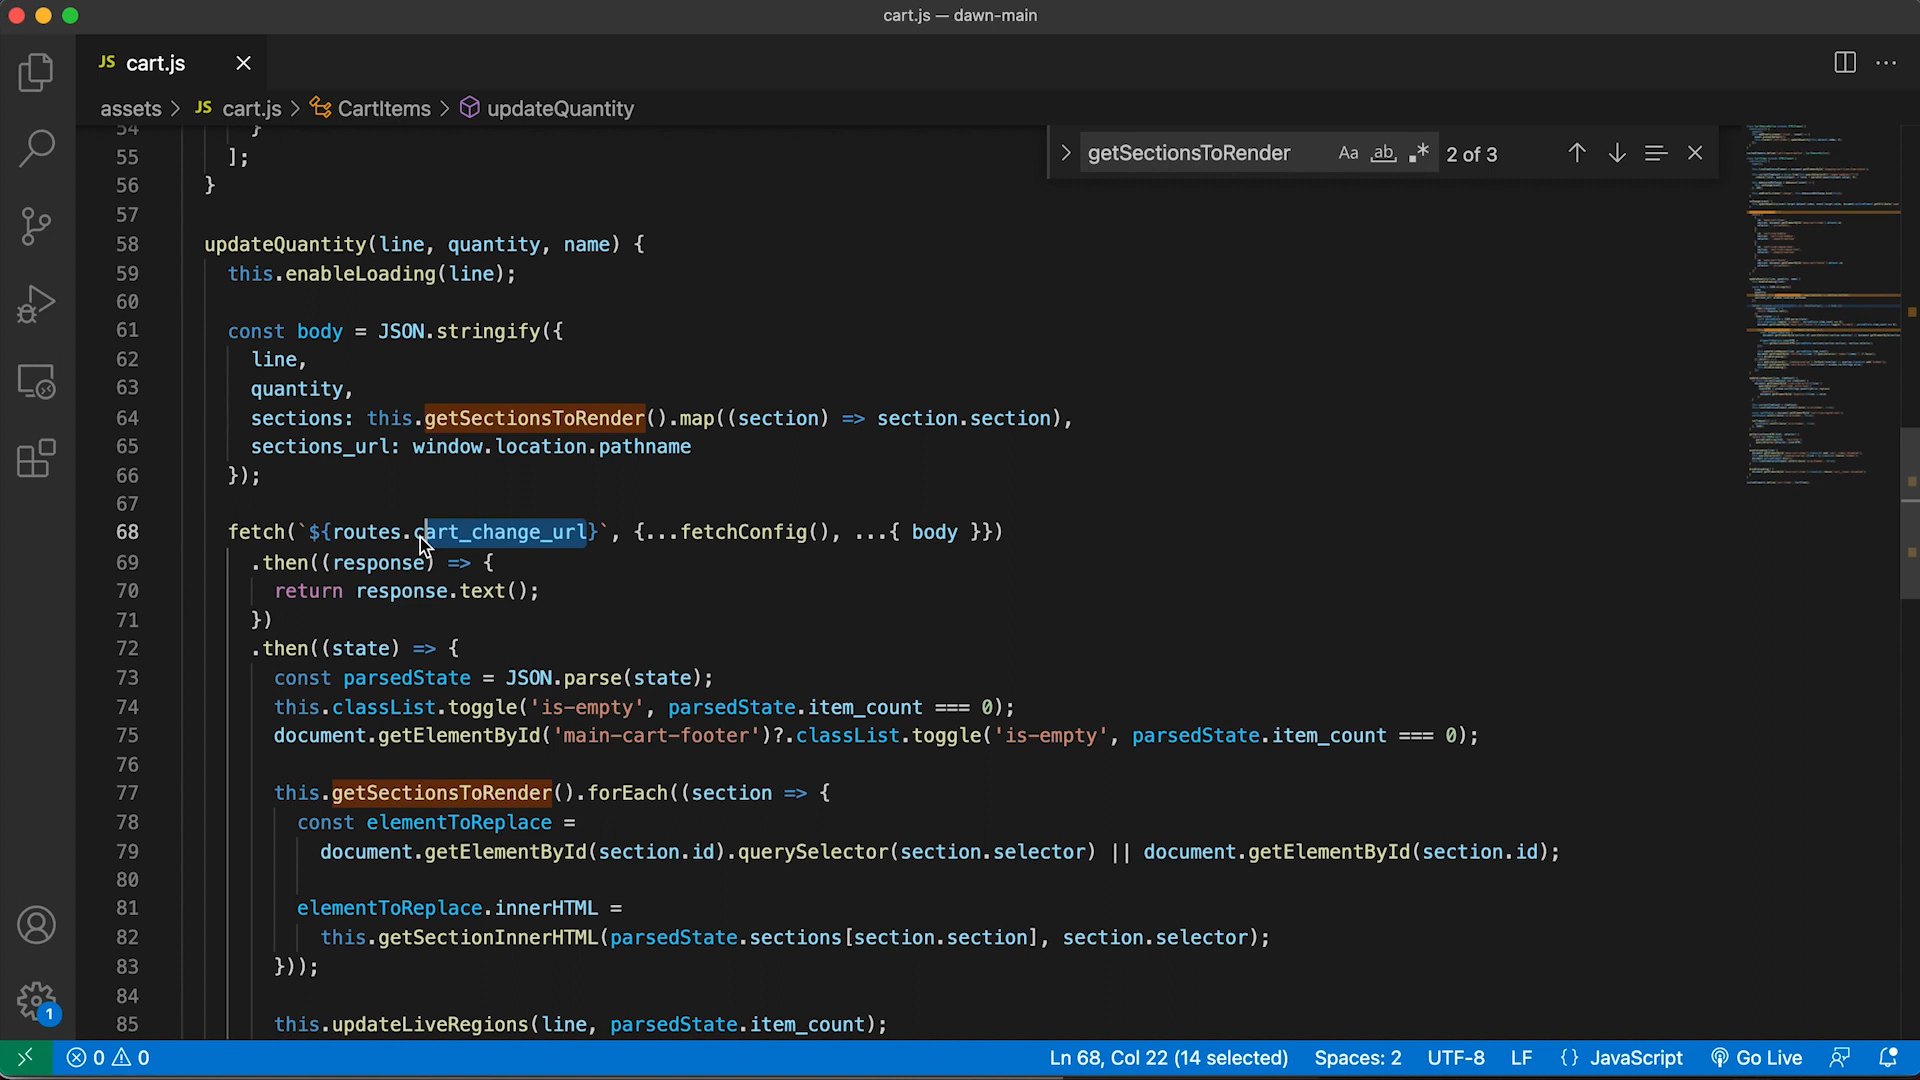 cart.js — dawn-main
JS cart.js
assets > JS cart.js > CartItems > updateQuantity
getSectionsToRender Aa ab .* 2 of 3
54 }
55 ];
56 }
57
58 updateQuantity(line, quantity, name) {
59 this.enableLoading(line);
60
61 const body = JSON.stringify({
62 line,
63 quantity,
64 sections: this.getSectionsToRender().map((section) => section.section),
65 sections_url: window.location.pathname
66 });
67
68 fetch(`${routes.cart_change_url}`, {...fetchConfig(), ...{ body }})
69 .then((response) => {
70 return response.text();
71 })
72 .then((state) => {
73 const parsedState = JSON.parse(state);
74 this.classList.toggle('is-empty', parsedState.item_count === 0);
75 document.getElementById('main-cart-footer')?.classList.toggle('is-empty', parsedState.item_count === 0);
76
77 this.getSectionsToRender().forEach((section => {
78 const elementToReplace =
79 document.getElementById(section.id).querySelector(section.selector) || document.getElementById(section.id);
80
81 elementToReplace.innerHTML =
82 this.getSectionInnerHTML(parsedState.sections[section.section], section.selector);
83 }));
84
85 this.updateLiveRegions(line, parsedState.item_count);
1
0 0 Ln 68, Col 22 (14 selected) Spaces: 2 UTF-8 LF {} JavaScript Go Live